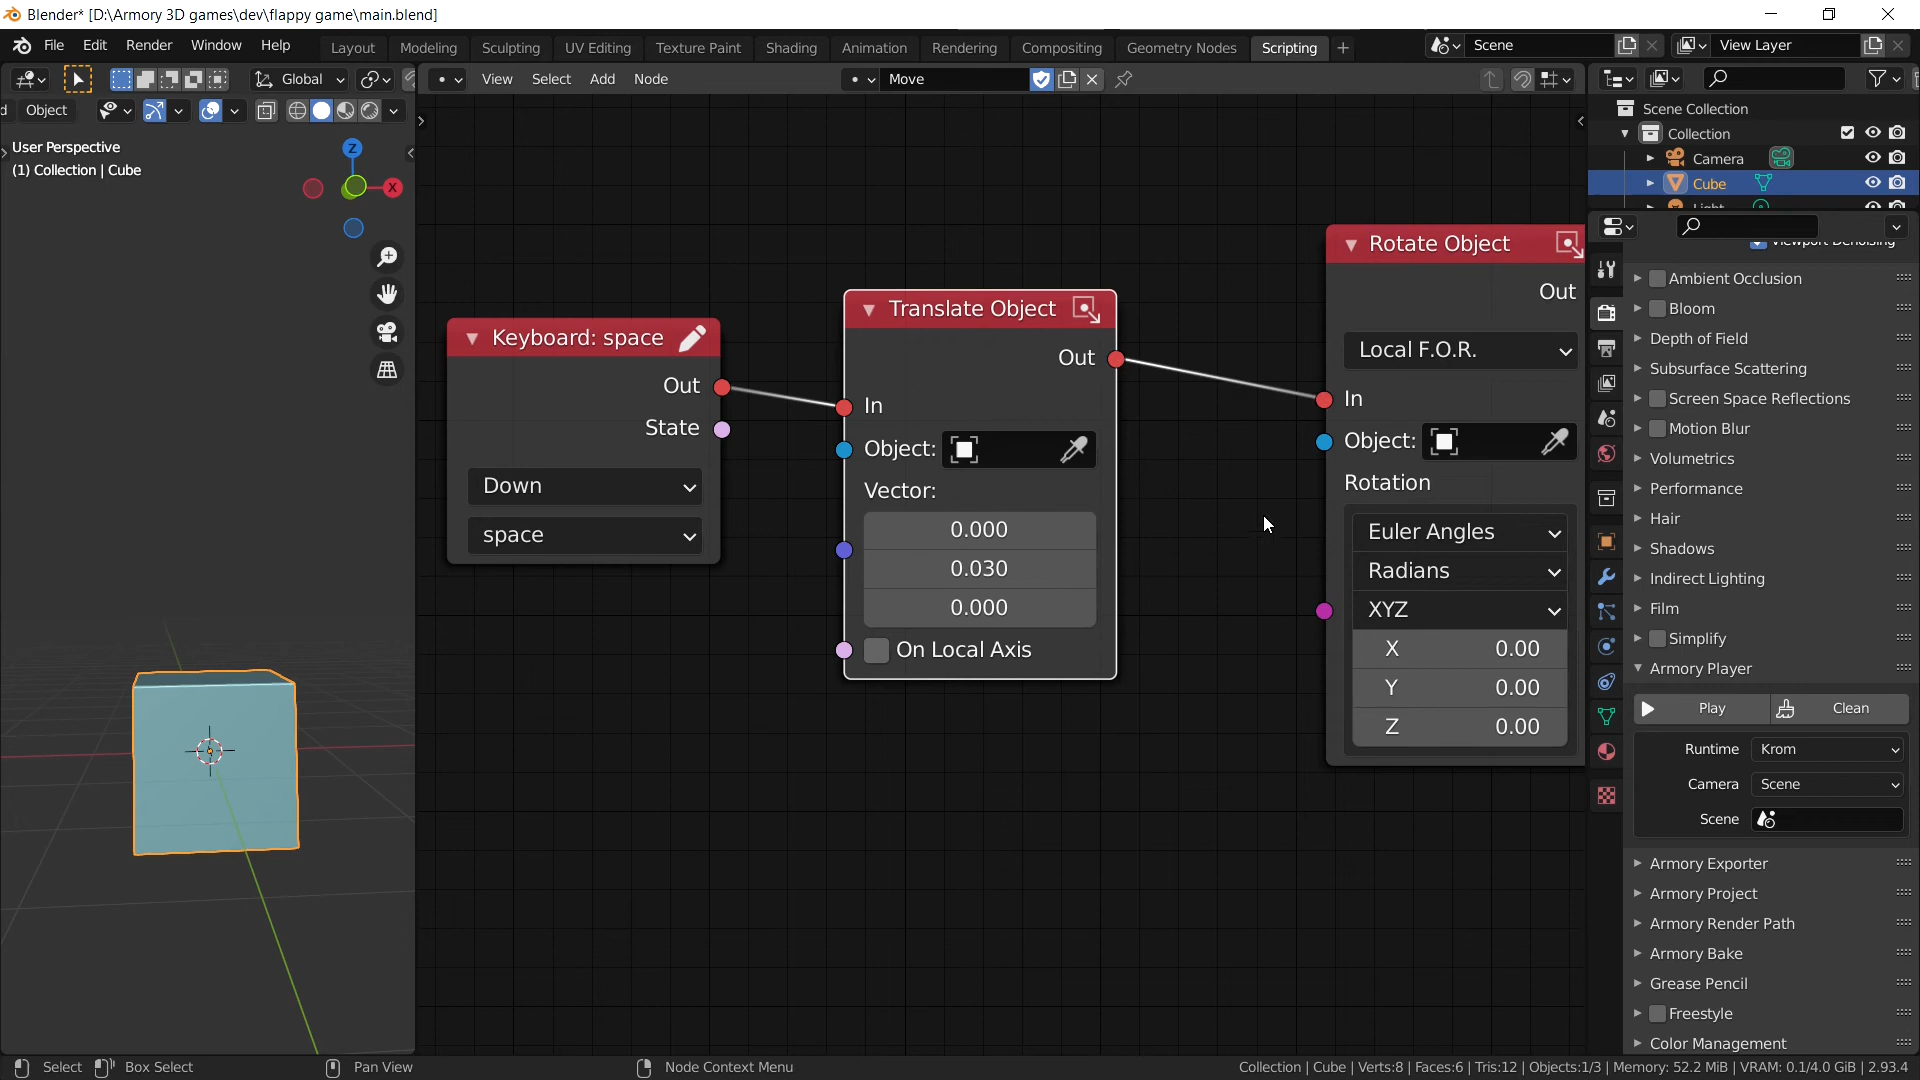 Blender* [D:\Armory 3D games\dev\flappy game\main.blend]
File Edit Render Window Help Layout Modeling Sculpting UV Editing Texture Paint Shading Animation Rendering Compositing Geometry Nodes Scripting + Scene View Layer
Global View Select Add Node Move
Object
User Perspective
(1) Collection | Cube
Z
X
Scene Collection
Collection
Camera
Cube
Light
Viewport Denoising
Ambient Occlusion
Bloom
Depth of Field
Subsurface Scattering
Screen Space Reflections
Motion Blur
Volumetrics
Performance
Hair
Shadows
Indirect Lighting
Film
Simplify
Armory Player
Play Clean
Runtime Krom
Camera Scene
Scene
Armory Exporter
Armory Project
Armory Render Path
Armory Bake
Grease Pencil
Freestyle
Color Management
Keyboard: space
Out
State
Down
space
Translate Object
Out
In
Object:
Vector:
0.000
0.030
0.000
On Local Axis
Rotate Object
Out
Local F.O.R.
In
Object:
Rotation
Euler Angles
Radians
XYZ
X 0.00
Y 0.00
Z 0.00
Select Box Select Pan View Node Context Menu Collection | Cube | Verts:8 | Faces:6 | Tris:12 | Objects:1/3 | Memory: 52.2 MiB | VRAM: 0.1/4.0 GiB | 2.93.4